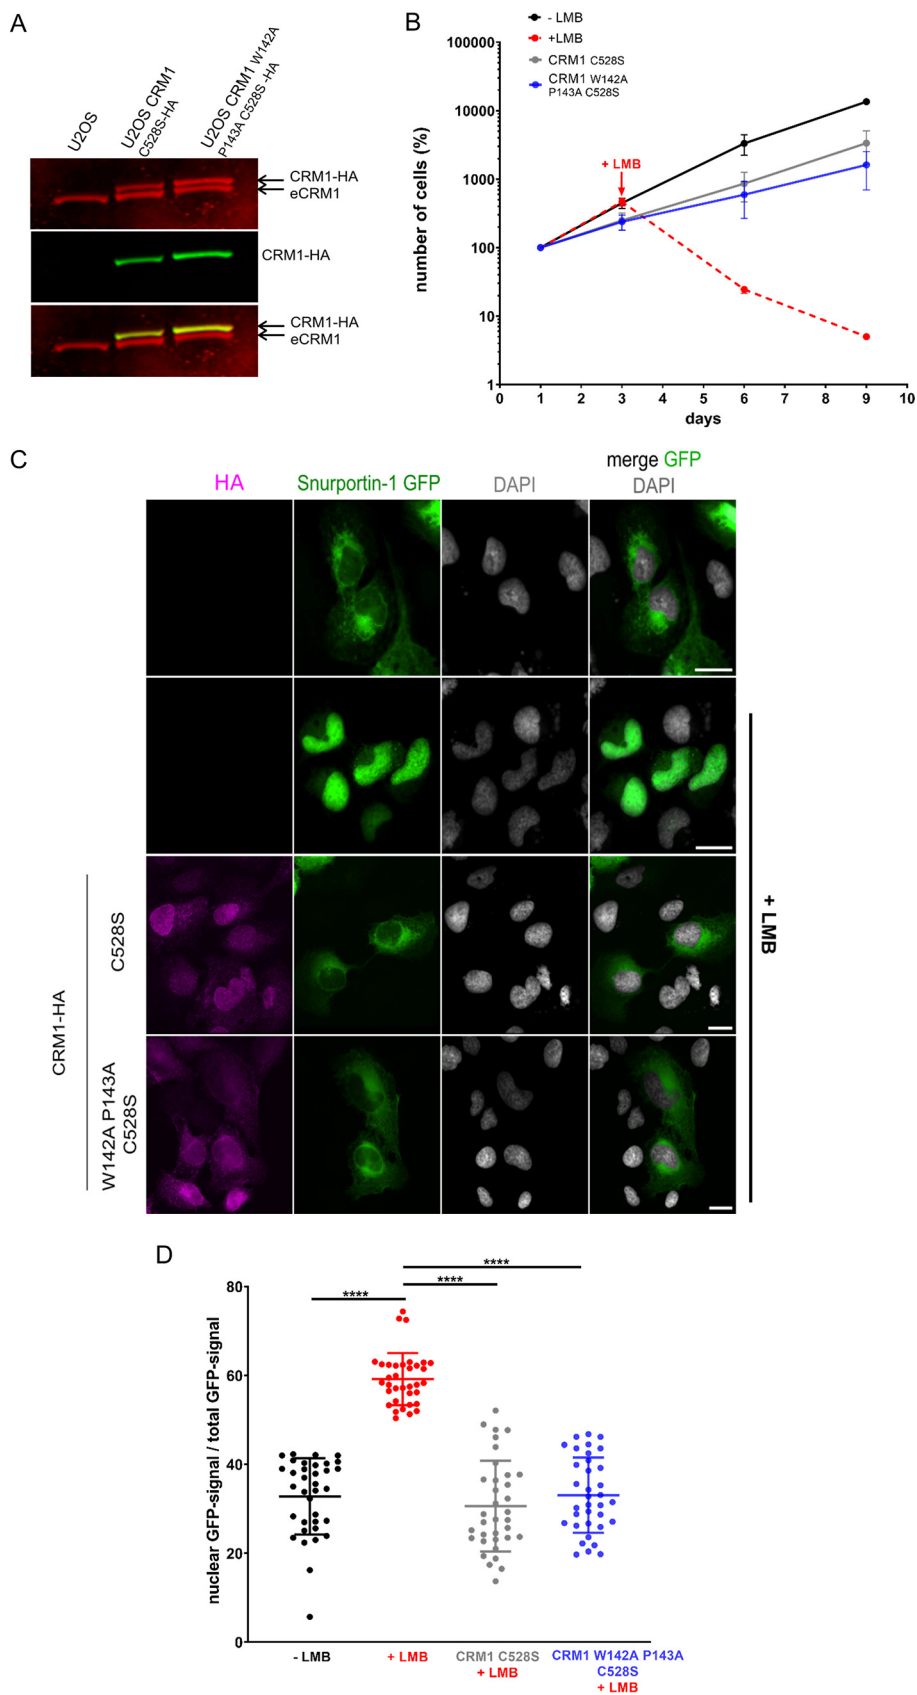 A
U2OS
U2OS CRM1
C528S-HA
U2OS CRM1 W142A
P143A C528S-HA
CRM1-HA
eCRM1
CRM1-HA
CRM1-HA
eCRM1
B
- LMB
+LMB
CRM1 C528S
CRM1 W142A
P143A C528S
number of cells (%)
100000
10000
1000
100
10
1
+ LMB
0 1 2 3 4 5 6 7 8 9 10
days
C
HA
Snurportin-1 GFP
DAPI
merge GFP
DAPI
CRM1-HA
C528S
W142A P143A
C528S
+ LMB
D
nuclear GFP-signal / total GFP-signal
80
60
40
20
0
****
****
****
- LMB
+ LMB
CRM1 C528S
+ LMB
CRM1 W142A P143A
C528S
+ LMB